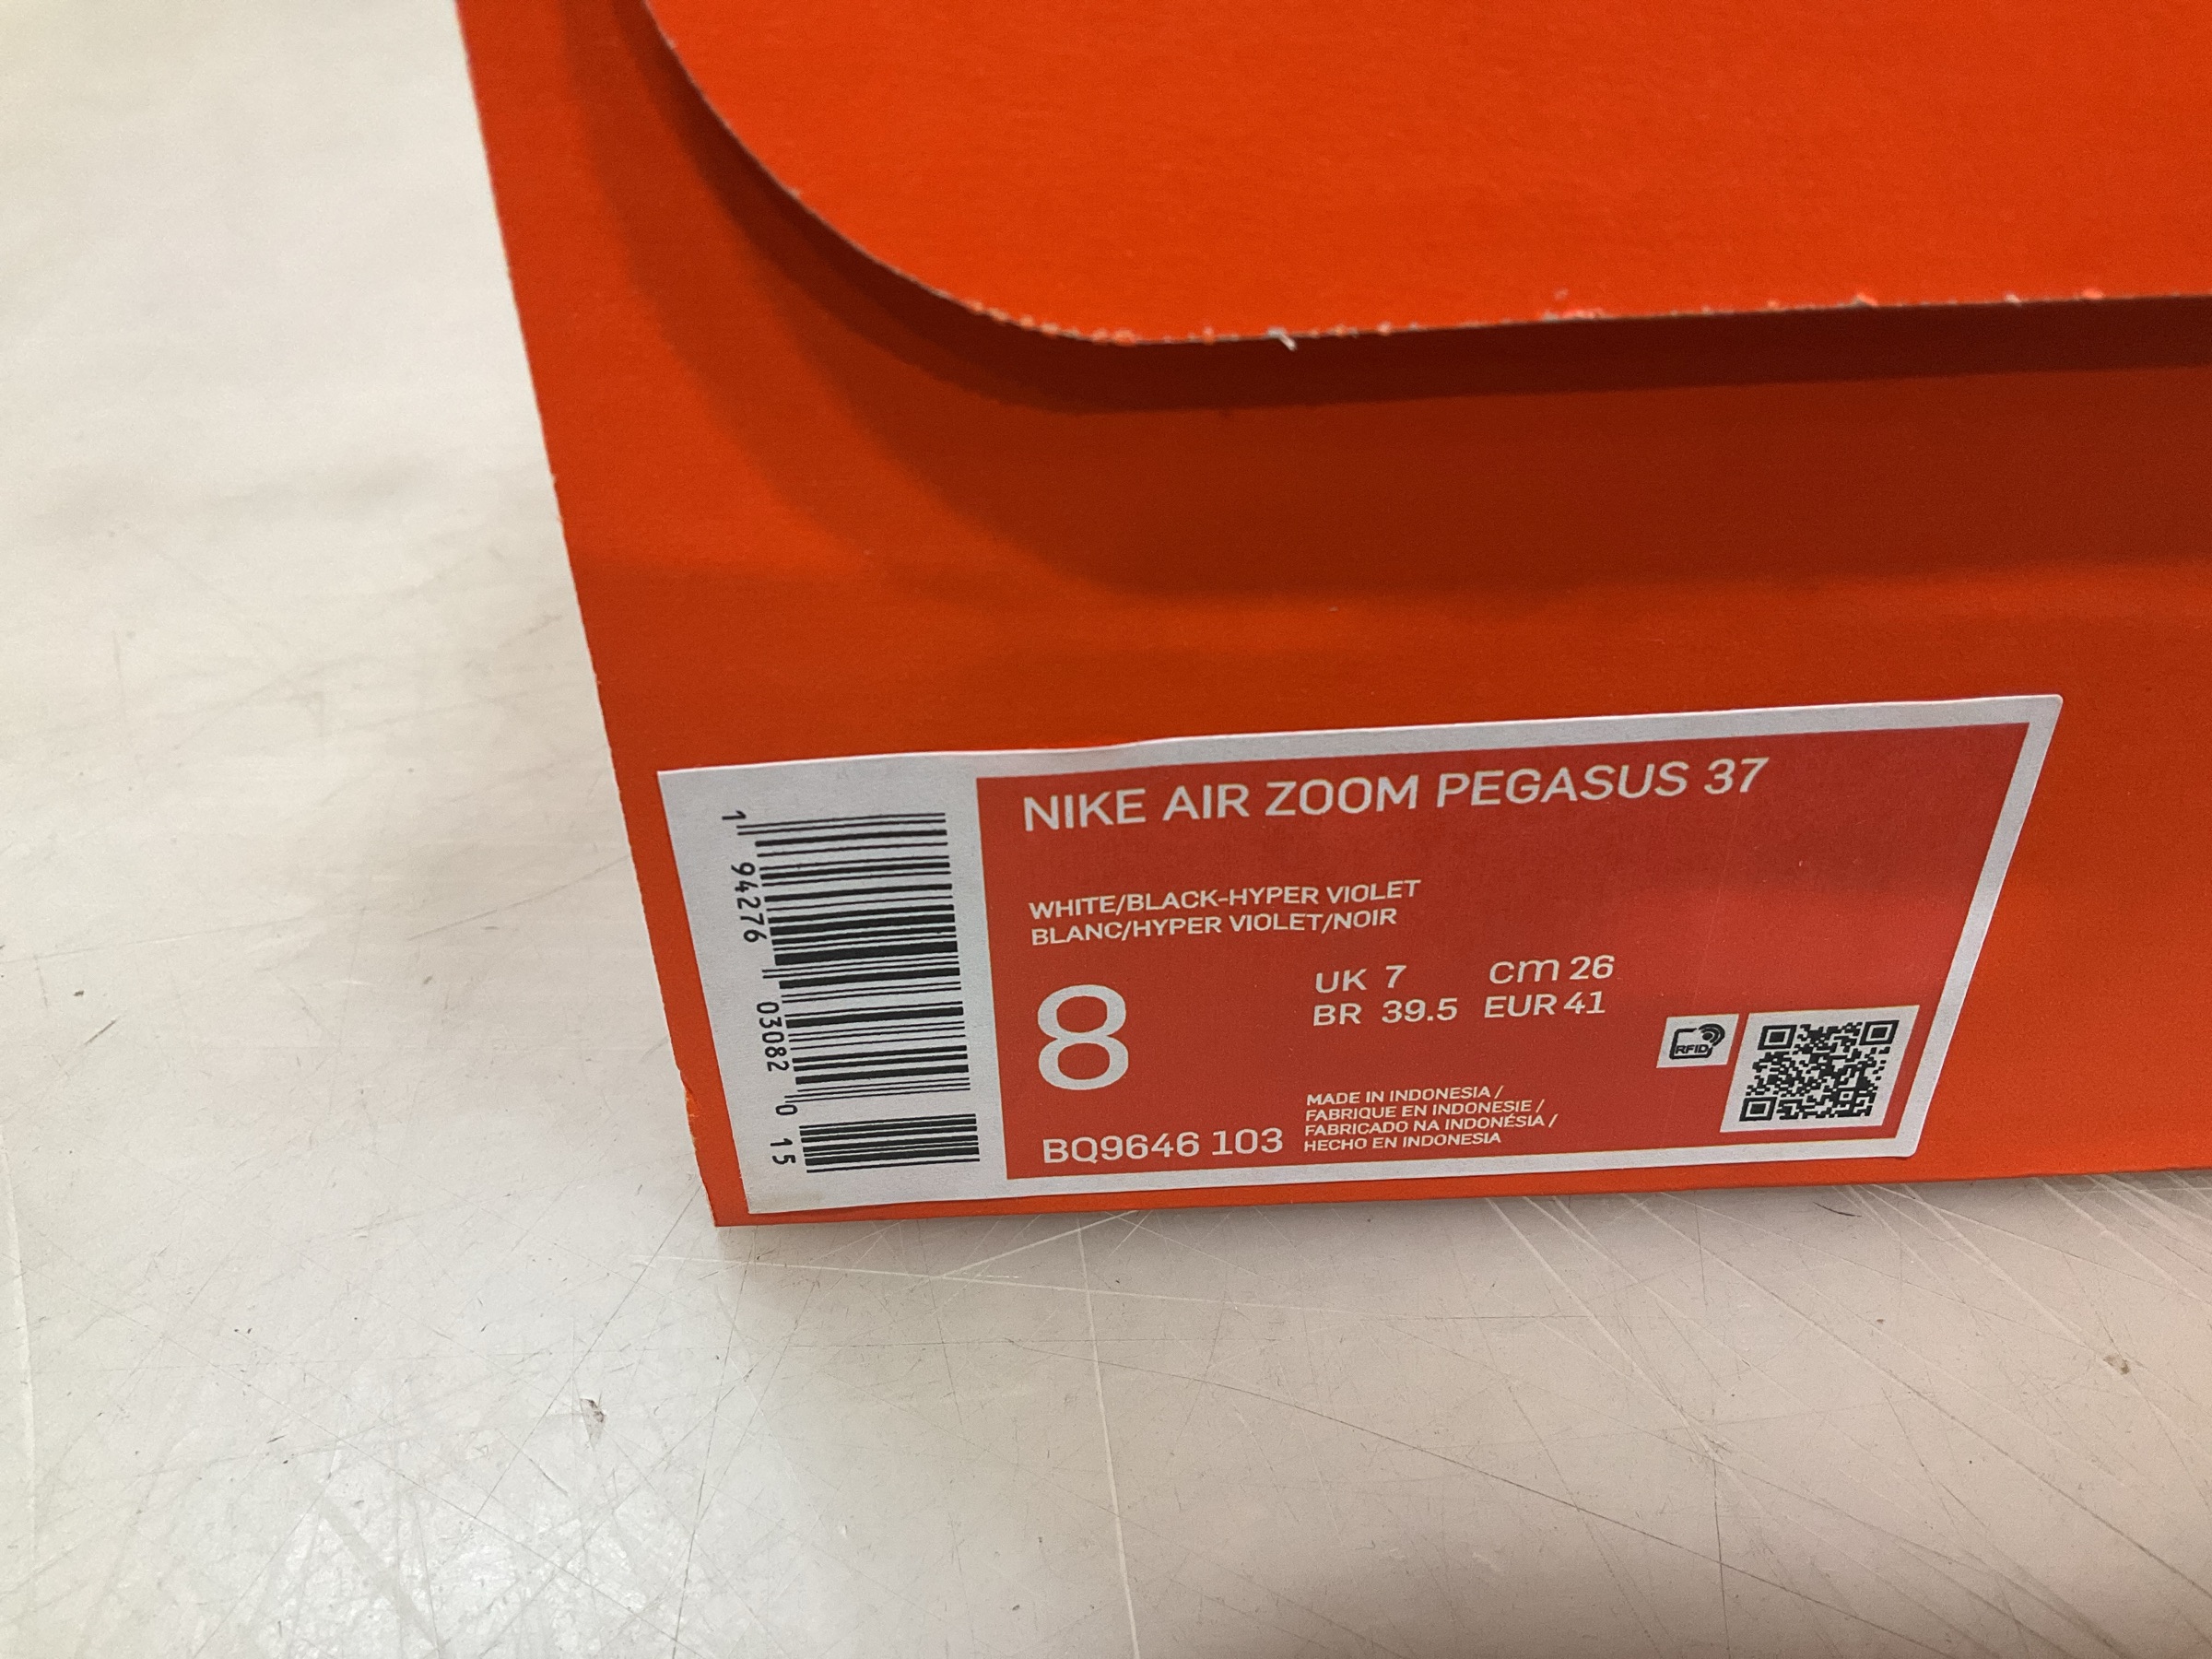 NIKE AIR ZOOM PEGASUS 37
WHITE/BLACK-HYPER VIOLET
BLANC/HYPER VIOLET/NOIR
8
UK 7 cm 26
BR 39.5 EUR 41
RFID
MADE IN INDONESIA /
FABRIQUE EN INDONESIE /
FABRICADO NA INDONÉSIA /
HECHO EN INDONESIA
BQ9646 103
1 94276 03082 0 15